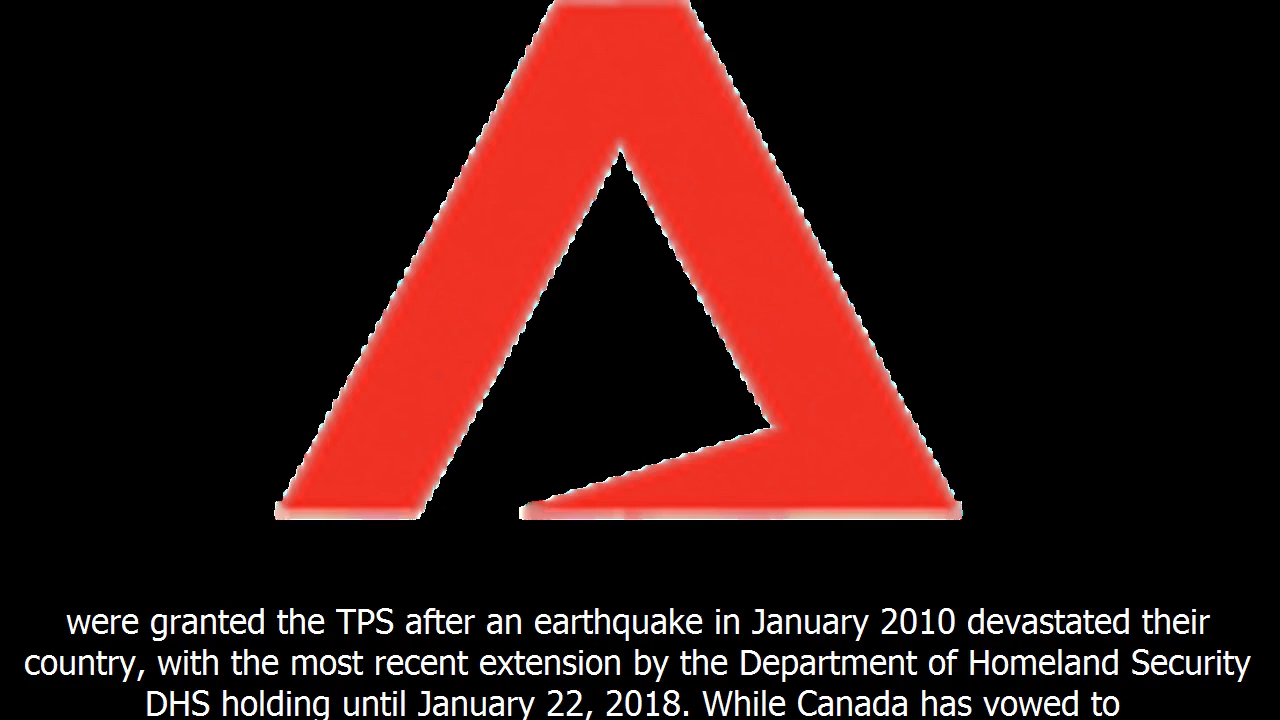 were granted the TPS after an earthquake in January 2010 devastated their
country, with the most recent extension by the Department of Homeland Security
DHS holding until January 22, 2018. While Canada has vowed to